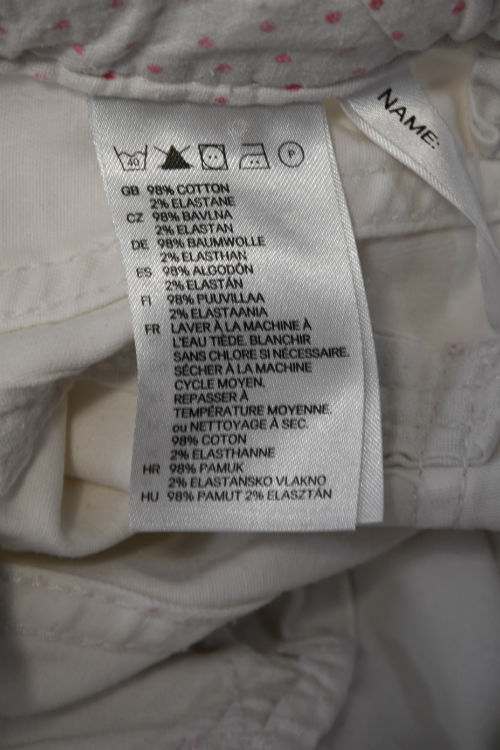 NAME:
40 P
GB 98% COTTON
2% ELASTANE
CZ 98% BAVLNA
2% ELASTAN
DE 98% BAUMWOLLE
2% ELASTHAN
ES 98% ALGODÓN
2% ELASTÁN
FI 98% PUUVILLAA
2% ELASTAANIA
FR LAVER À LA MACHINE À
L'EAU TIÈDE. BLANCHIR
SANS CHLORE SI NÉCESSAIRE.
SÉCHER À LA MACHINE
CYCLE MOYEN.
REPASSER À
TEMPÉRATURE MOYENNE.
ou NETTOYAGE À SEC.
98% COTON
2% ELASTHANNE
HR 98% PAMUK
2% ELASTANSKO VLAKNO
HU 98% PAMUT 2% ELASZTÁN